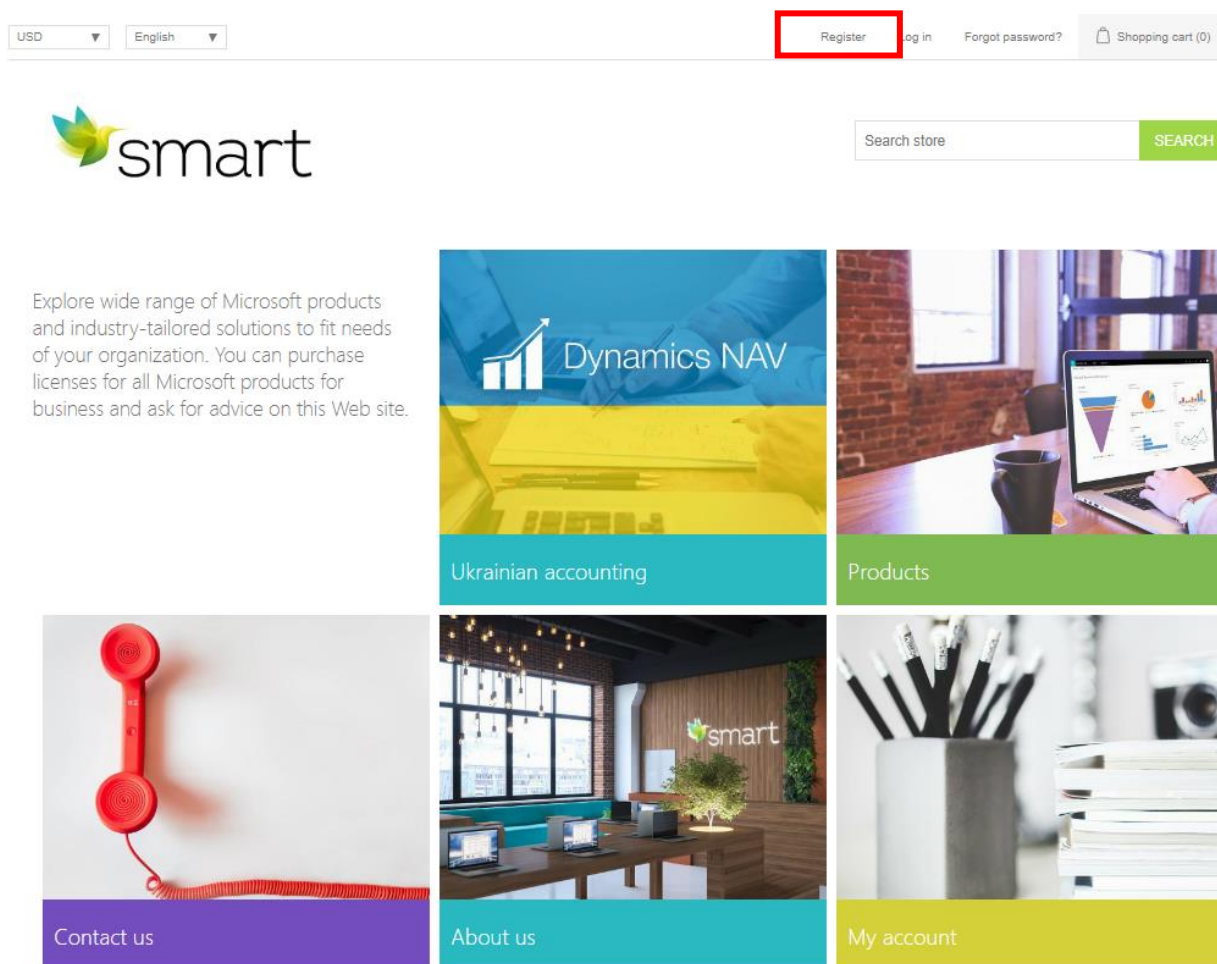 USD
English
Register
Log in
Forgot password?
Shopping cart (0)
smart
Search store
SEARCH
Explore wide range of Microsoft products
and industry-tailored solutions to fit needs
of your organization. You can purchase
licenses for all Microsoft products for
business and ask for advice on this Web site.
Dynamics NAV
Ukrainian accounting
Products
smart
Contact us
About us
My account